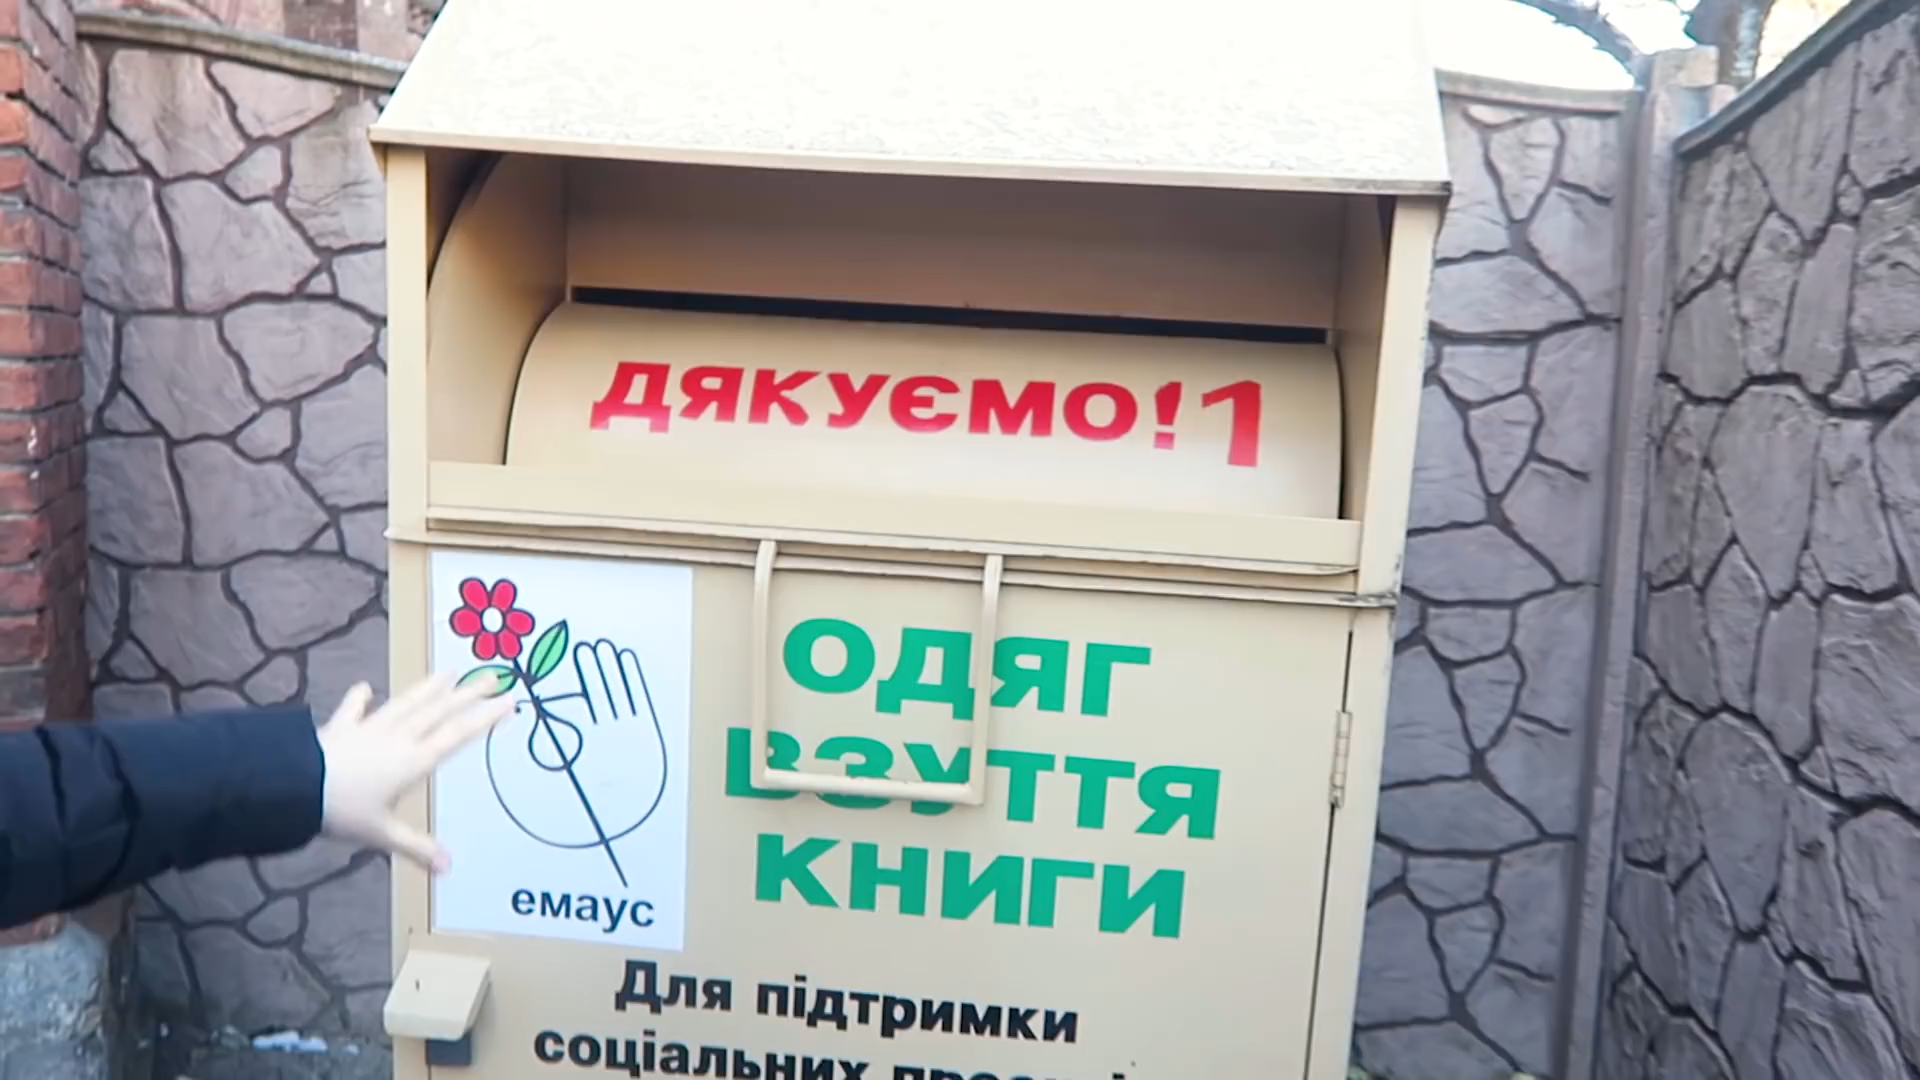 ДЯКУЄМО! 1
ОДЯГ
ВЗУТТЯ
КНИГИ
емаус
Для підтримки
соціальних